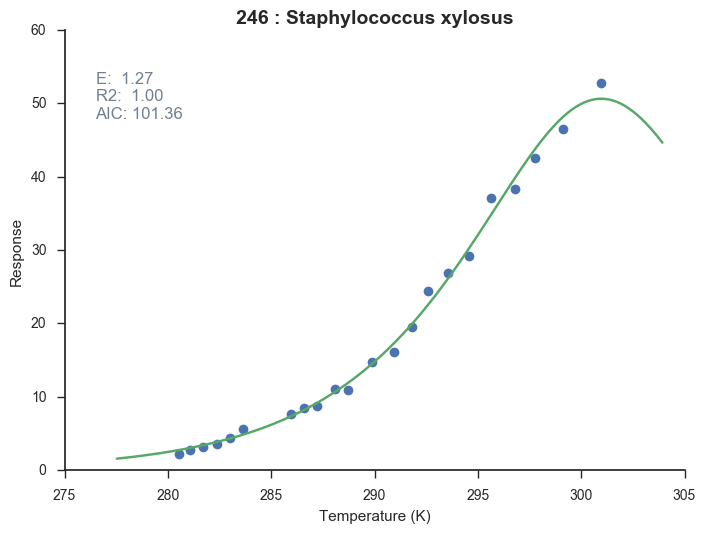 246 : Staphylococcus xylosus
E:  1.27
R2:  1.00
AIC: 101.36
Response
60
50
40
30
20
10
0
275 280 285 290 295 300 305
Temperature (K)